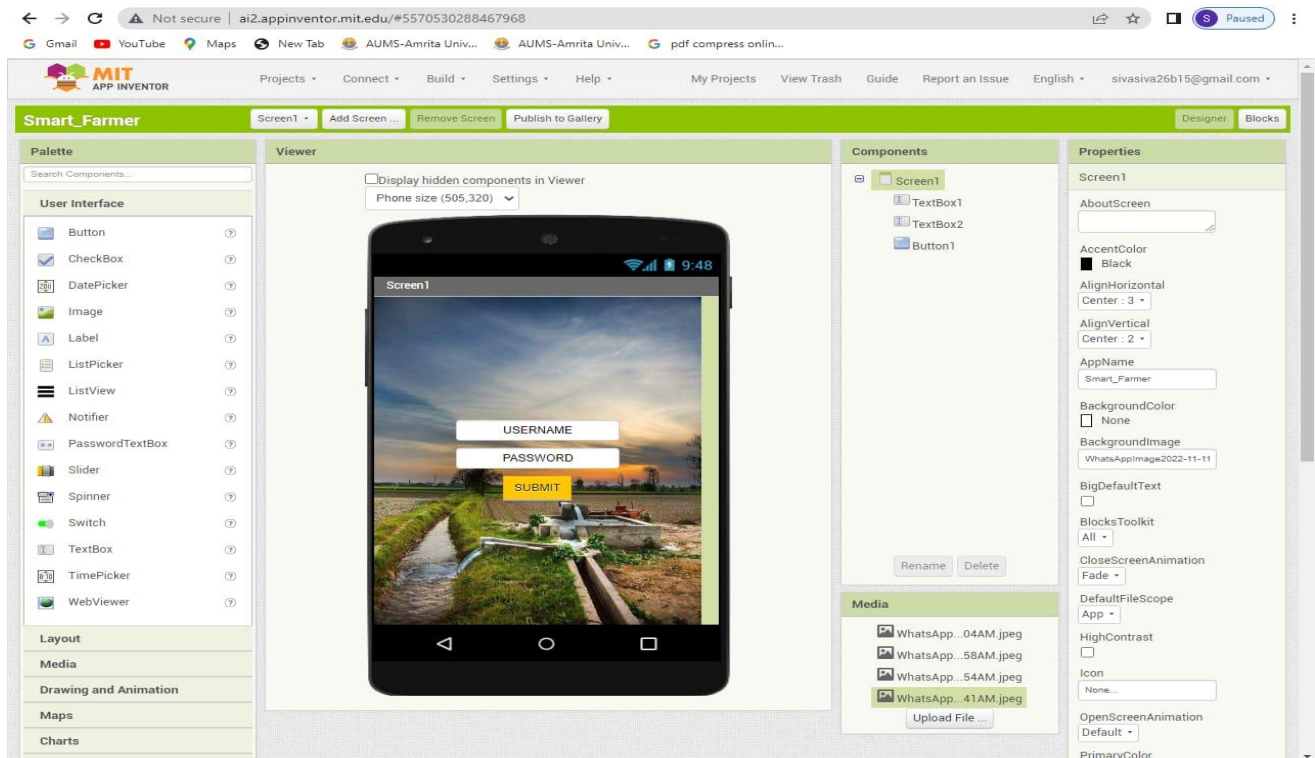 Not secure | ai2.appinventor.mit.edu/#5570530288467968
S Paused
Gmail YouTube Maps New Tab AUMS-Amrita Univ... AUMS-Amrita Univ... pdf compress onlin...
MIT
APP INVENTOR
Projects Connect Build Settings Help My Projects View Trash Guide Report an Issue English sivasiva26b15@gmail.com
Smart_Farmer Screen1 Add Screen ... Remove Screen Publish to Gallery Designer Blocks
Palette
Search Components...
User Interface
Button
CheckBox
DatePicker
Image
Label
ListPicker
ListView
Notifier
PasswordTextBox
Slider
Spinner
Switch
TextBox
TimePicker
WebViewer
Layout
Media
Drawing and Animation
Maps
Charts
Viewer
Display hidden components in Viewer
Phone size (505,320)
9:48
Screen1
USERNAME
PASSWORD
SUBMIT
Components
Screen1
TextBox1
TextBox2
Button1
Rename Delete
Media
WhatsApp...04AM.jpeg
WhatsApp...58AM.jpeg
WhatsApp...54AM.jpeg
WhatsApp...41AM.jpeg
Upload File ...
Properties
Screen1
AboutScreen
AccentColor
Black
AlignHorizontal
Center : 3
AlignVertical
Center : 2
AppName
Smart_Farmer
BackgroundColor
None
BackgroundImage
WhatsAppImage2022-11-11
BigDefaultText
BlocksToolkit
All
CloseScreenAnimation
Fade
DefaultFileScope
App
HighContrast
Icon
None...
OpenScreenAnimation
Default
PrimaryColor